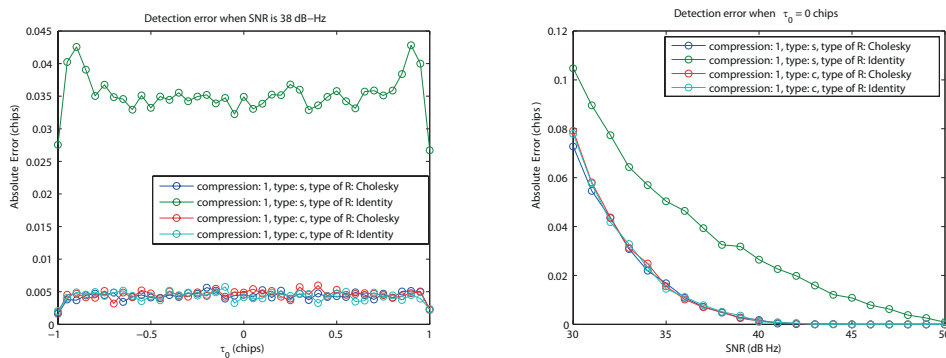 Detection error when SNR is 38 dB−Hz
0.045
0.04
0.035
0.03
0.025
0.02
0.015
0.01
0.005
0
−1
−0.5
0
0.5
1
Absolute Error (chips)
τ0 (chips)
compression: 1, type: s, type of R: Cholesky
compression: 1, type: s, type of R: Identity
compression: 1, type: c, type of R: Cholesky
compression: 1, type: c, type of R: Identity
Detection error when τ0 = 0 chips
0.12
0.1
0.08
0.06
0.04
0.02
0
30
35
40
45
50
Absolute Error (chips )
SNR (dB Hz)
compression: 1, type: s, type of R: Cholesky
compression: 1, type: s, type of R: Identity
compression: 1, type: c, type of R: Cholesky
compression: 1, type: c, type of R: Identity